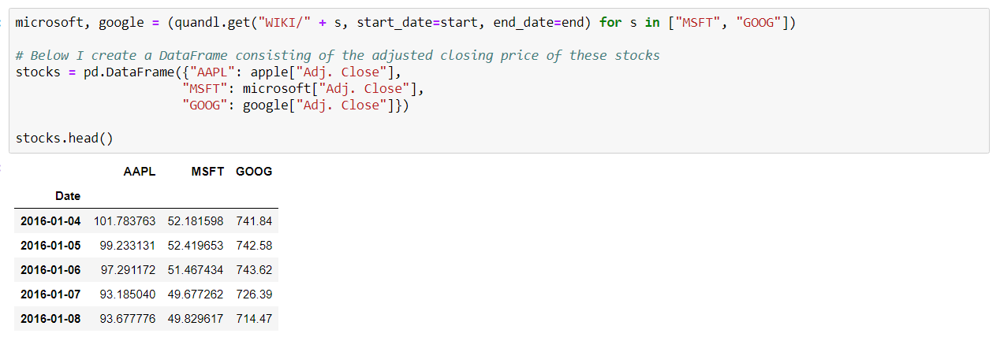 microsoft, google = (quandl.get("WIKI/" + s, start_date=start, end_date=end) for s in ["MSFT", "GOOG"])
# Below I create a DataFrame consisting of the adjusted closing price of these stocks
stocks = pd.DataFrame({"AAPL": apple["Adj. Close"],
"MSFT": microsoft["Adj. Close"],
"GOOG": google["Adj. Close"]})
stocks.head()
AAPL MSFT GOOG
Date
2016-01-04 101.783763 52.181598 741.84
2016-01-05 99.233131 52.419653 742.58
2016-01-06 97.291172 51.467434 743.62
2016-01-07 93.185040 49.677262 726.39
2016-01-08 93.677776 49.829617 714.47